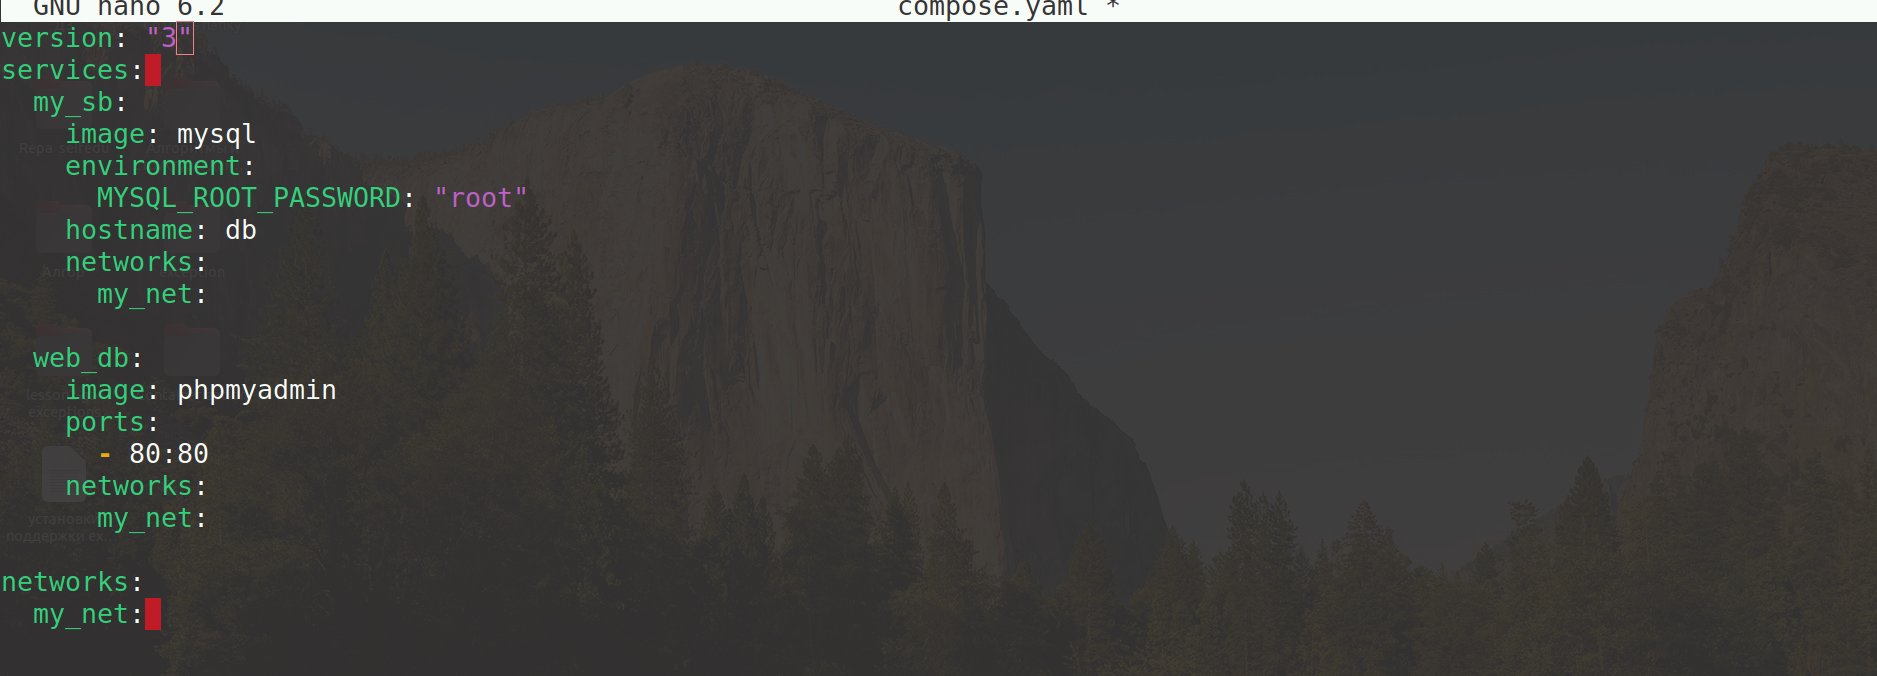 GNU nano 6.2 compose.yaml *
version: "3"
services:
  my_sb:
    image: mysql
    environment:
      MYSQL_ROOT_PASSWORD: "root"
    hostname: db
    networks:
      my_net:

  web_db:
    image: phpmyadmin
    ports:
      - 80:80
    networks:
      my_net:

networks:
  my_net: